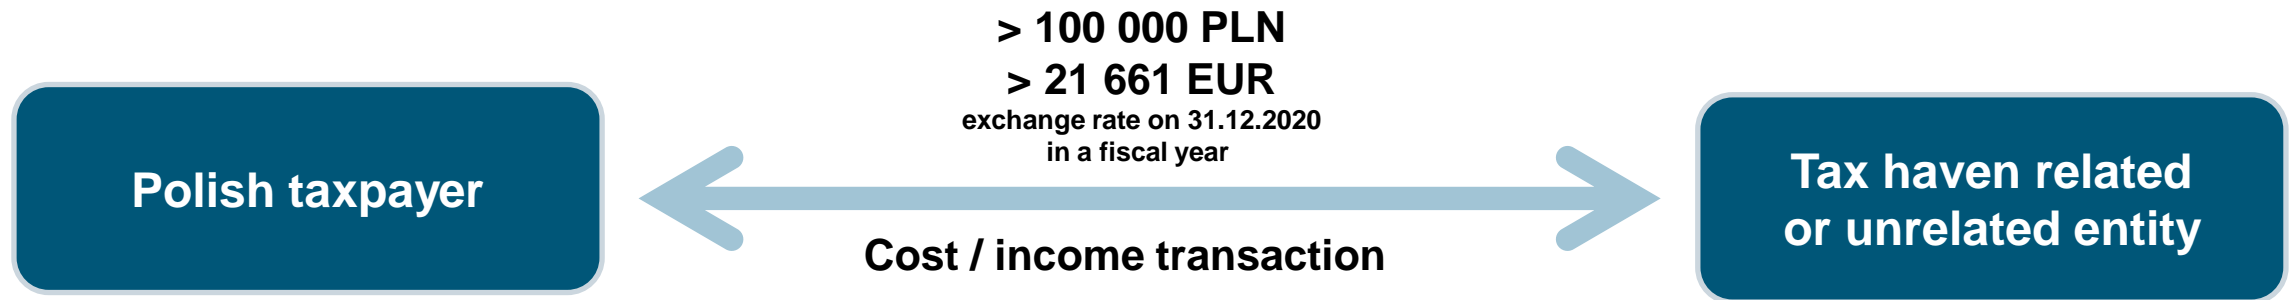 > 100 000 PLN
> 21 661 EUR
exchange rate on 31.12.2020
in a fiscal year
Polish taxpayer
Cost / income transaction
Tax haven related
or unrelated entity